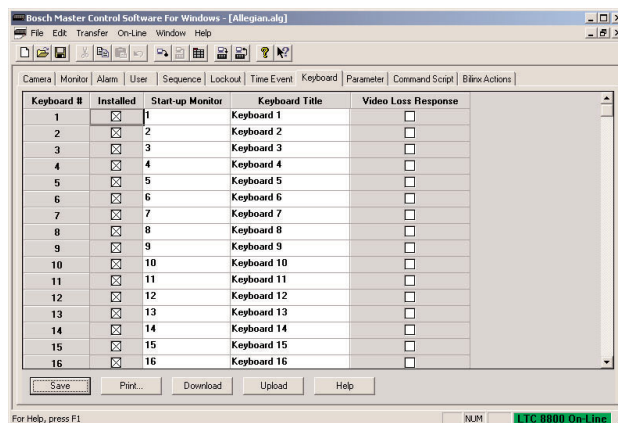 Bosch Master Control Software For Windows - [Allegian.alg]
File Edit Transfer On-Line Window Help
Camera Monitor Alarm User Sequence Lockout Time Event Keyboard Parameter Command Script Bilinx Actions
Keyboard # Installed Start-up Monitor Keyboard Title Video Loss Response
1 1 Keyboard 1
2 2 Keyboard 2
3 3 Keyboard 3
4 4 Keyboard 4
5 5 Keyboard 5
6 6 Keyboard 6
7 7 Keyboard 7
8 8 Keyboard 8
9 9 Keyboard 9
10 10 Keyboard 10
11 11 Keyboard 11
12 12 Keyboard 12
13 13 Keyboard 13
14 14 Keyboard 14
15 15 Keyboard 15
16 16 Keyboard 16
Save Print... Download Upload Help
For Help, press F1 NUM LTC 8800 On-Line